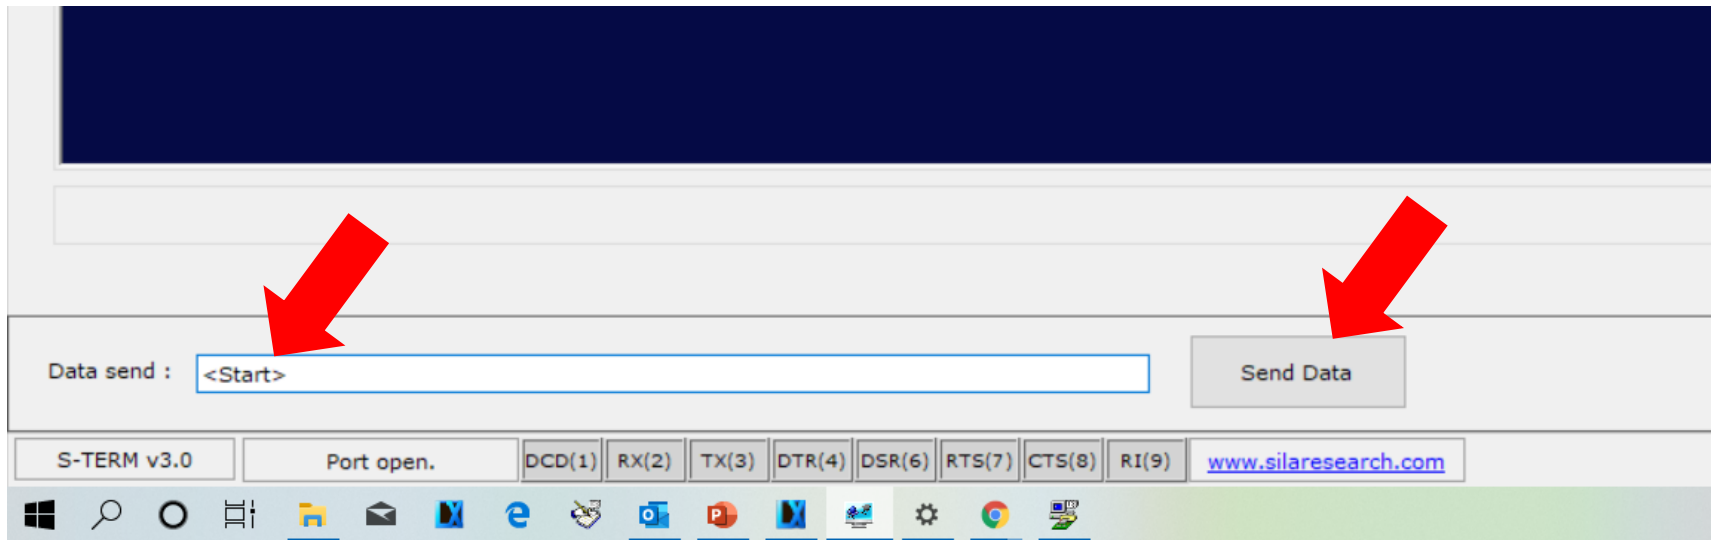 Data send :
<Start>
Send Data
S-TERM v3.0
Port open.
DCD(1)
RX(2)
TX(3)
DTR(4)
DSR(6)
RTS(7)
CTS(8)
RI(9)
www.silaresearch.com